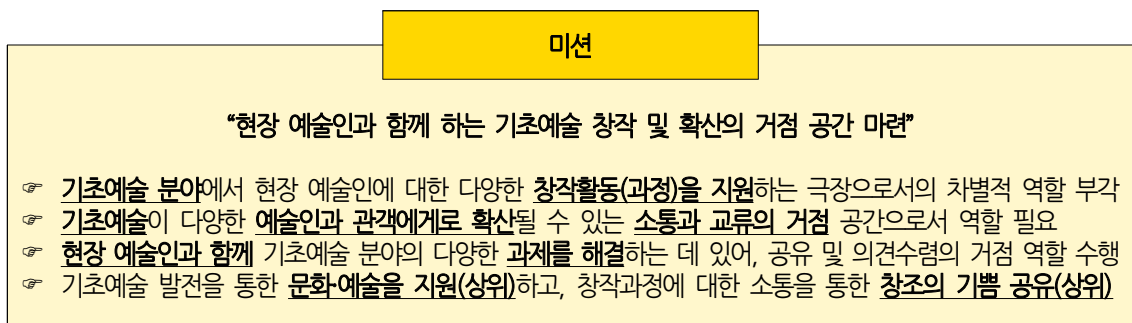 미션
“현장 예술인과 함께 하는 기초예술 창작 및 확산의 거점 공간 마련”
☞ 기초예술 분야에서 현장 예술인에 대한 다양한 창작활동(과정)을 지원하는 극장으로서의 차별적 역할 부각
☞ 기초예술이 다양한 예술인과 관객에게로 확산될 수 있는 소통과 교류의 거점 공간으로서 역할 필요
☞ 현장 예술인과 함께 기초예술 분야의 다양한 과제를 해결하는 데 있어, 공유 및 의견수렴의 거점 역할 수행
☞ 기초예술 발전을 통한 문화·예술을 지원(상위)하고, 창작과정에 대한 소통을 통한 창조의 기쁨 공유(상위)